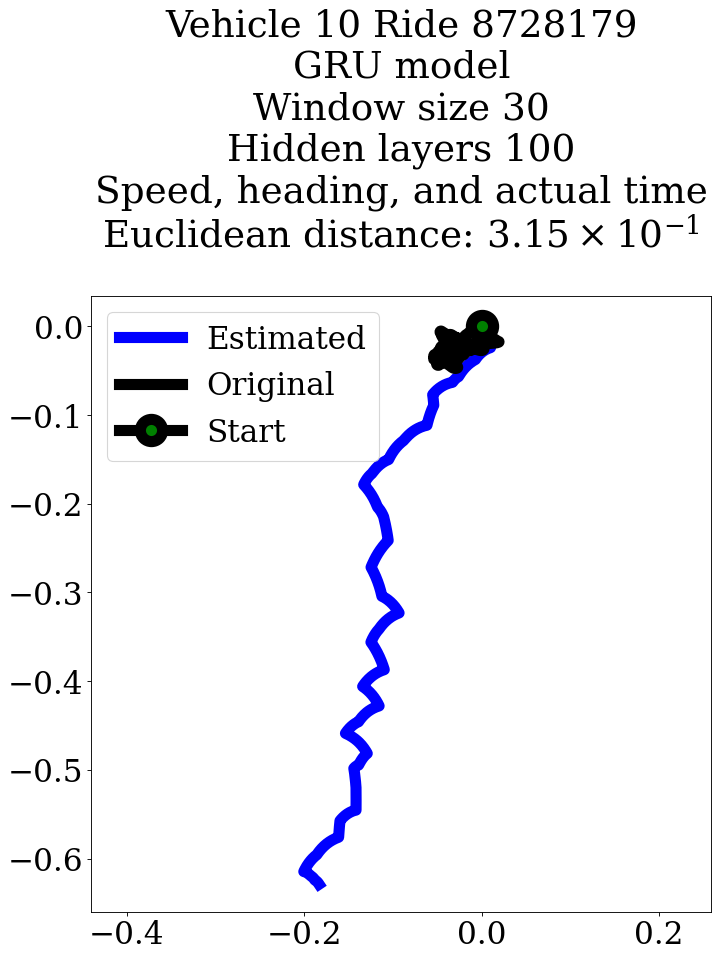 Vehicle 10 Ride 8728179
GRU model
Window size 30
Hidden layers 100
Speed, heading, and actual time
Euclidean distance: 3.15 × 10⁻¹
Estimated
Original
Start
0.0
−0.1
−0.2
−0.3
−0.4
−0.5
−0.6
−0.4 −0.2 0.0 0.2